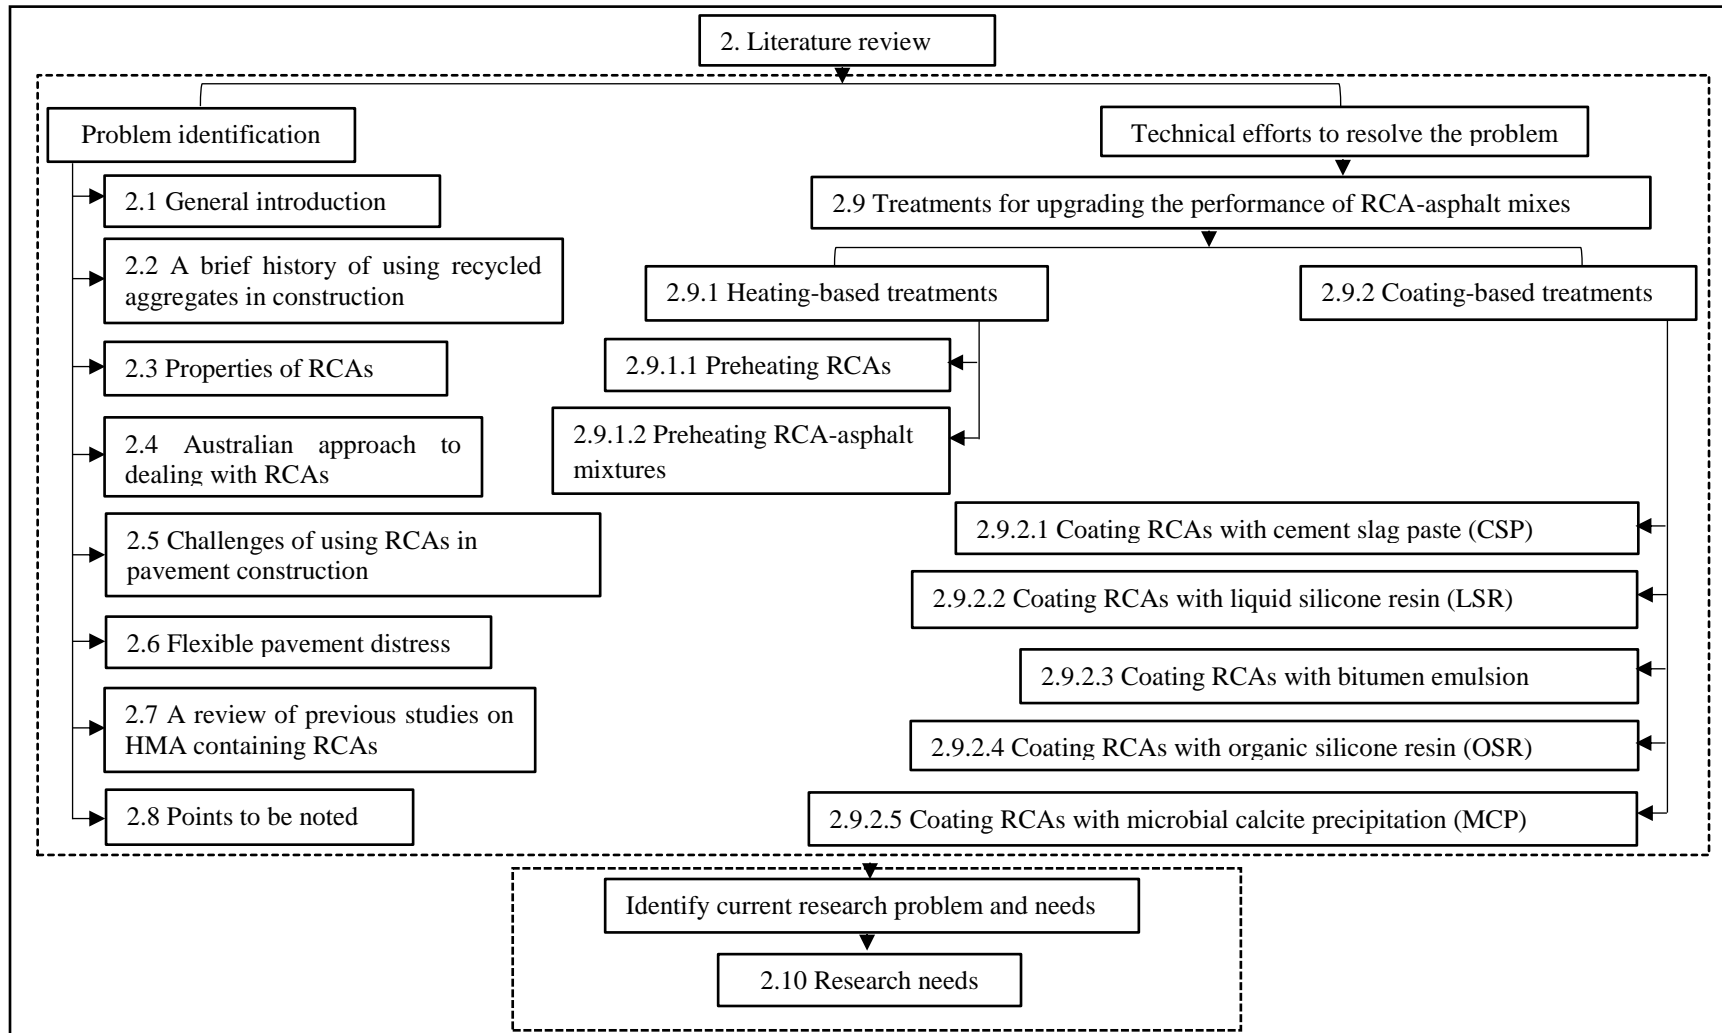 2. Literature review
Problem identification
2.1 General introduction
2.2 A brief history of using recycled
aggregates in construction
2.3 Properties of RCAs
2.4 Australian approach to
dealing with RCAs
2.5 Challenges of using RCAs in
pavement construction
2.6 Flexible pavement distress
2.7 A review of previous studies on
HMA containing RCAs
2.8 Points to be noted
Technical efforts to resolve the problem
2.9 Treatments for upgrading the performance of RCA-asphalt mixes
2.9.1 Heating-based treatments
2.9.1.1 Preheating RCAs
2.9.1.2 Preheating RCA-asphalt
mixtures
2.9.2 Coating-based treatments
2.9.2.1 Coating RCAs with cement slag paste (CSP)
2.9.2.2 Coating RCAs with liquid silicone resin (LSR)
2.9.2.3 Coating RCAs with bitumen emulsion
2.9.2.4 Coating RCAs with organic silicone resin (OSR)
2.9.2.5 Coating RCAs with microbial calcite precipitation (MCP)
Identify current research problem and needs
2.10 Research needs